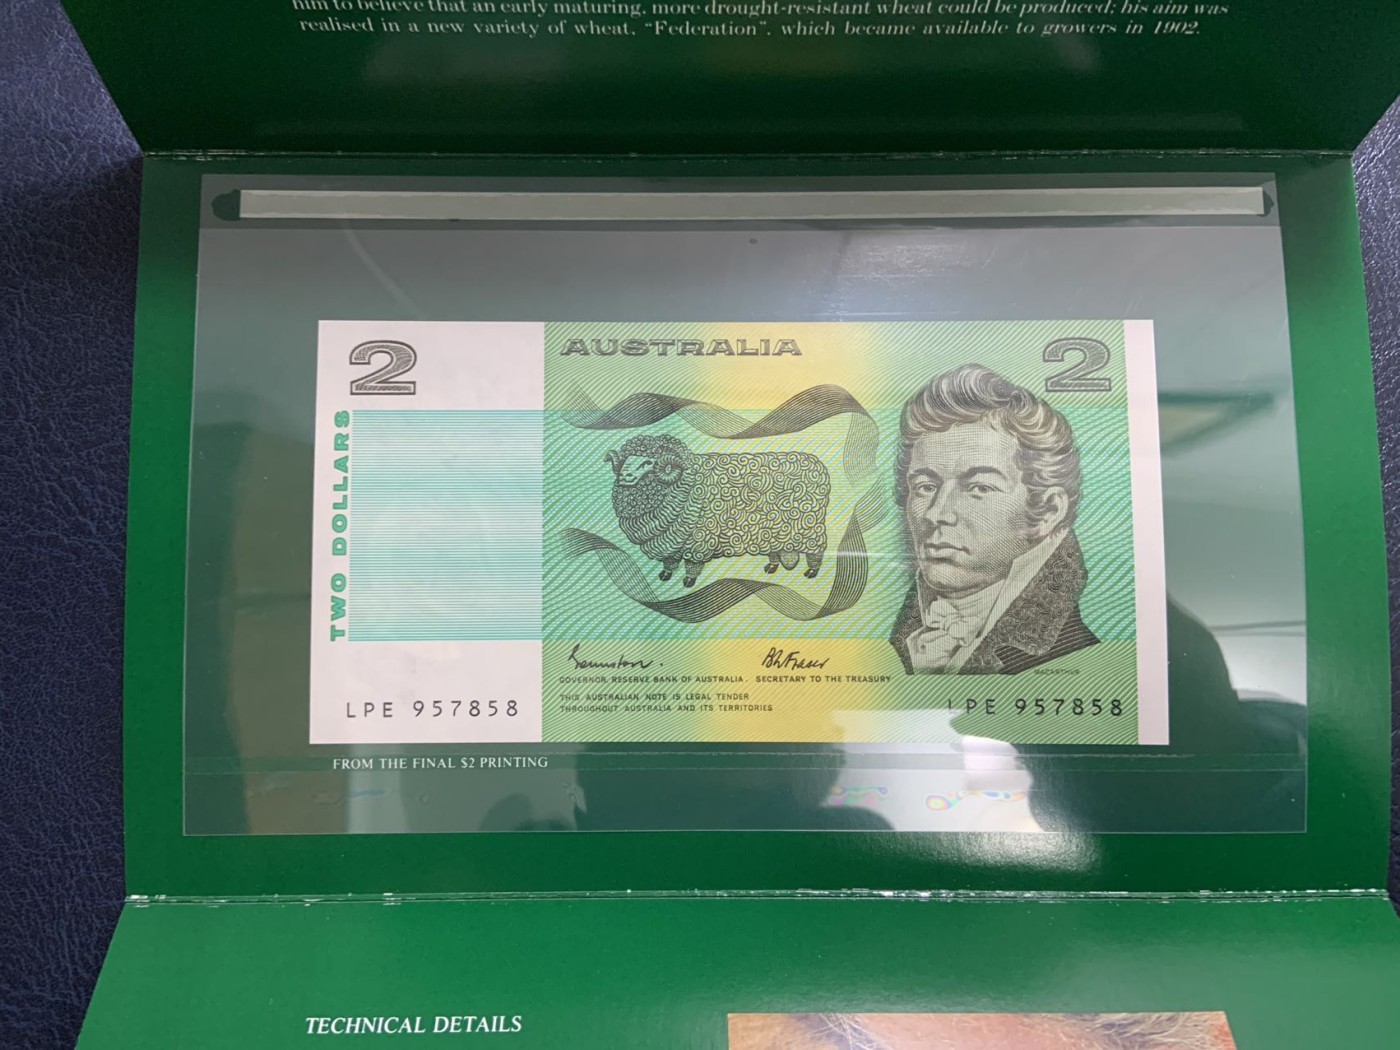 him to believe that an early maturing, more drought-resistant wheat could be produced; his aim was
realised in a new variety of wheat, “Federation”, which became available to growers in 1902.
2
AUSTRALIA
2
TWO DOLLARS
GOVERNOR, RESERVE BANK OF AUSTRALIA. SECRETARY TO THE TREASURY
THIS AUSTRALIAN NOTE IS LEGAL TENDER
THROUGHOUT AUSTRALIA AND ITS TERRITORIES
MACARTHUR
LPE 957858
LPE 957858
FROM THE FINAL $2 PRINTING
TECHNICAL DETAILS